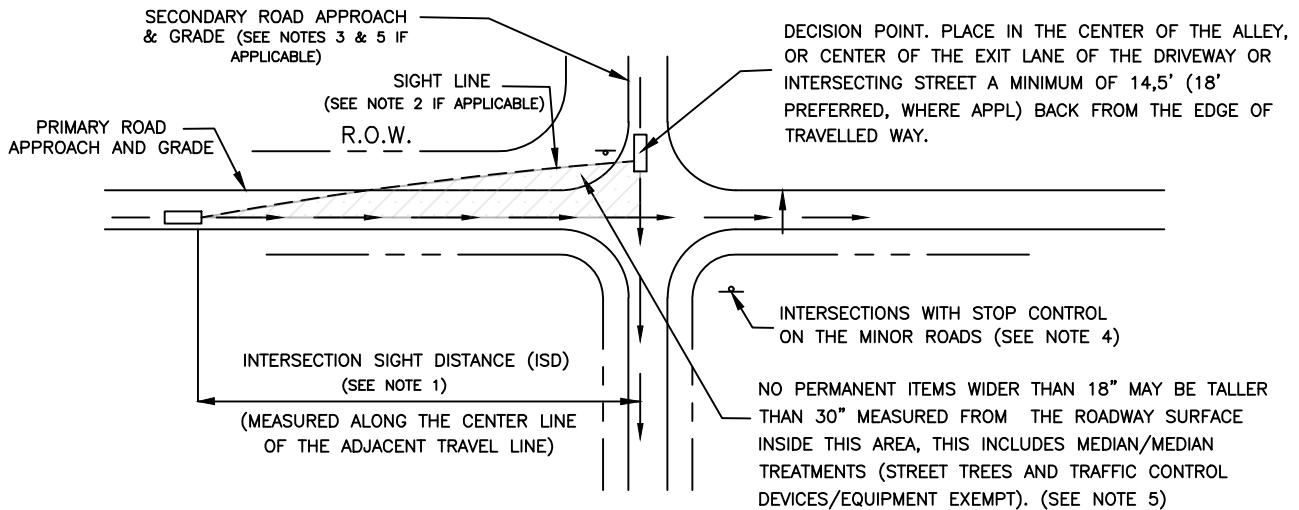 SECONDARY ROAD APPROACH
& GRADE (SEE NOTES 3 & 5 IF
APPLICABLE)
SIGHT LINE
(SEE NOTE 2 IF APPLICABLE)
PRIMARY ROAD
APPROACH AND GRADE
R.O.W.
DECISION POINT. PLACE IN THE CENTER OF THE ALLEY,
OR CENTER OF THE EXIT LANE OF THE DRIVEWAY OR
INTERSECTING STREET A MINIMUM OF 14,5' (18'
PREFERRED, WHERE APPL) BACK FROM THE EDGE OF
TRAVELLED WAY.
INTERSECTIONS WITH STOP CONTROL
ON THE MINOR ROADS (SEE NOTE 4)
INTERSECTION SIGHT DISTANCE (ISD)
(SEE NOTE 1)
(MEASURED ALONG THE CENTER LINE
OF THE ADJACENT TRAVEL LINE)
NO PERMANENT ITEMS WIDER THAN 18" MAY BE TALLER
THAN 30" MEASURED FROM THE ROADWAY SURFACE
INSIDE THIS AREA, THIS INCLUDES MEDIAN/MEDIAN
TREATMENTS (STREET TREES AND TRAFFIC CONTROL
DEVICES/EQUIPMENT EXEMPT). (SEE NOTE 5)